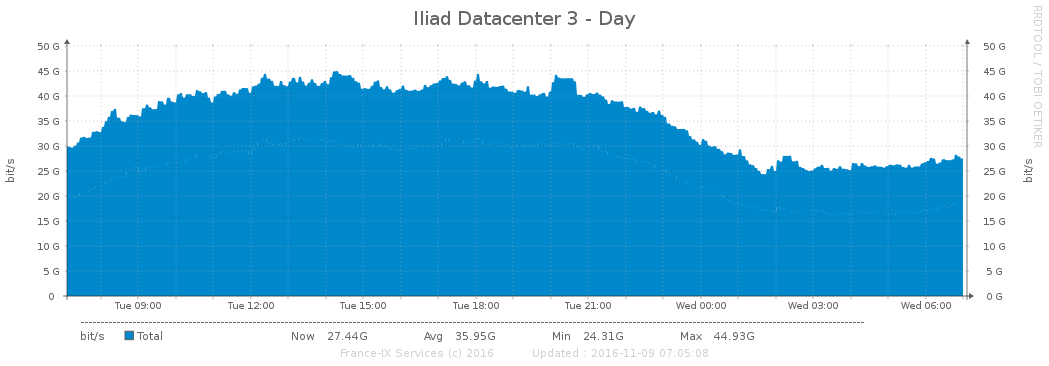 Iliad Datacenter 3 - Day
RRDTOOL / TOBI OETIKER
50 G 50 G
45 G 45 G
40 G 40 G
35 G 35 G
30 G 30 G
25 G 25 G
20 G 20 G
15 G 15 G
10 G 10 G
5 G 5 G
0 0 G
bit/s bit/s
Tue 09:00 Tue 12:00 Tue 15:00 Tue 18:00 Tue 21:00 Wed 00:00 Wed 03:00 Wed 06:00
bit/s Total Now 27.44G Avg 35.95G Min 24.31G Max 44.93G
France-IX Services (c) 2016 Updated : 2016-11-09 07:05:08